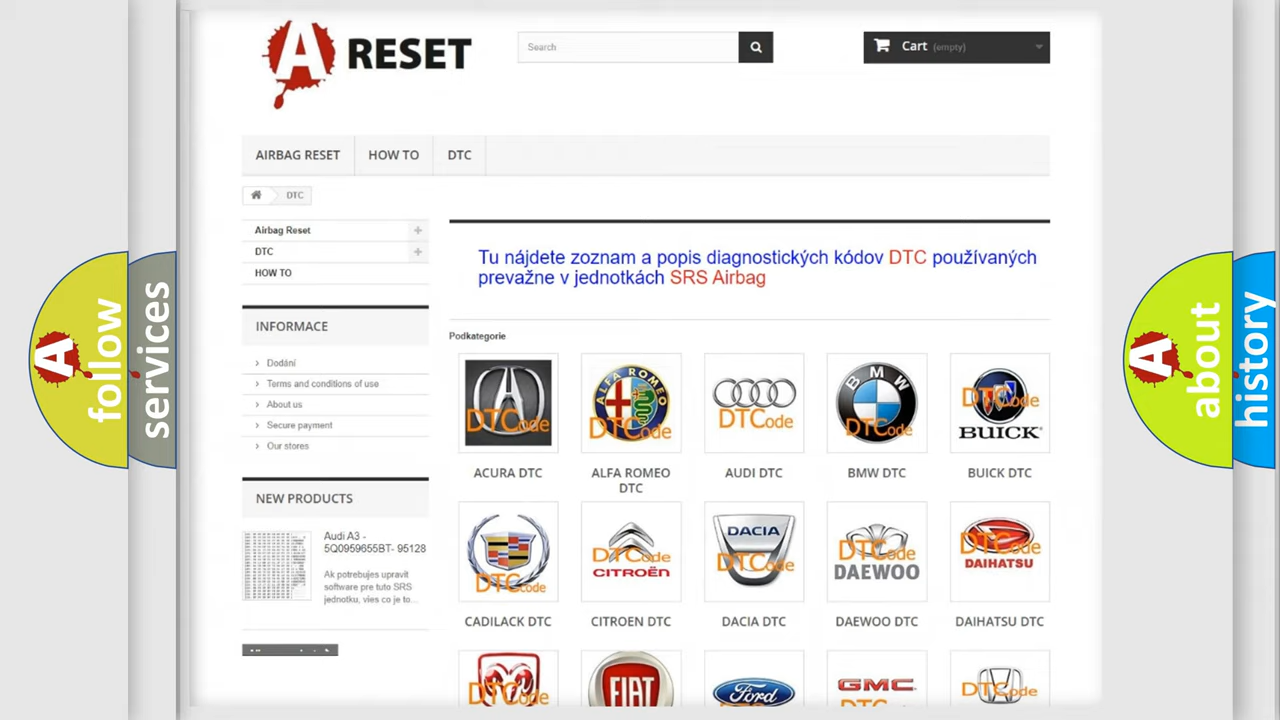 A RESET
Search
Cart (empty)
AIRBAG RESET
HOW TO
DTC
DTC
Airbag Reset
DTC
HOW TO
Tu nájdete zoznam a popis diagnostických kódov DTC používaných
prevažne v jednotkách SRS Airbag
INFORMACE
Dodání
Terms and conditions of use
About us
Secure payment
Our stores
Podkategorie
DTCode
ALFA ROMEO
DTCode
DTCode
BMW
DTCode
DTCode
BUICK
ACURA DTC
ALFA ROMEO
DTC
AUDI DTC
BMW DTC
BUICK DTC
NEW PRODUCTS
Audi A3 -
5Q0959655BT- 95128
Ak potrebujes upravit
software pre tuto SRS
jednotku, vies co je to...
DTCode
DTCode
CITROËN
DACIA
DTCode
DTCode
DAEWOO
DTCode
DAIHATSU
CADILACK DTC
CITROEN DTC
DACIA DTC
DAEWOO DTC
DAIHATSU DTC
DTCode
FIAT
Ford
GMC
DTCode
A follow
services
A about
history